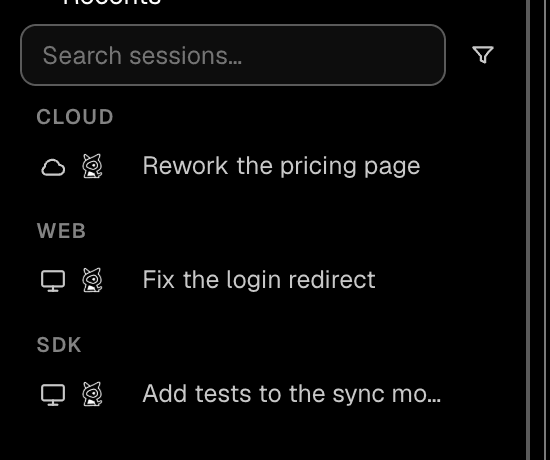 Recents
Search sessions...
CLOUD
Rework the pricing page
WEB
Fix the login redirect
SDK
Add tests to the sync mo...